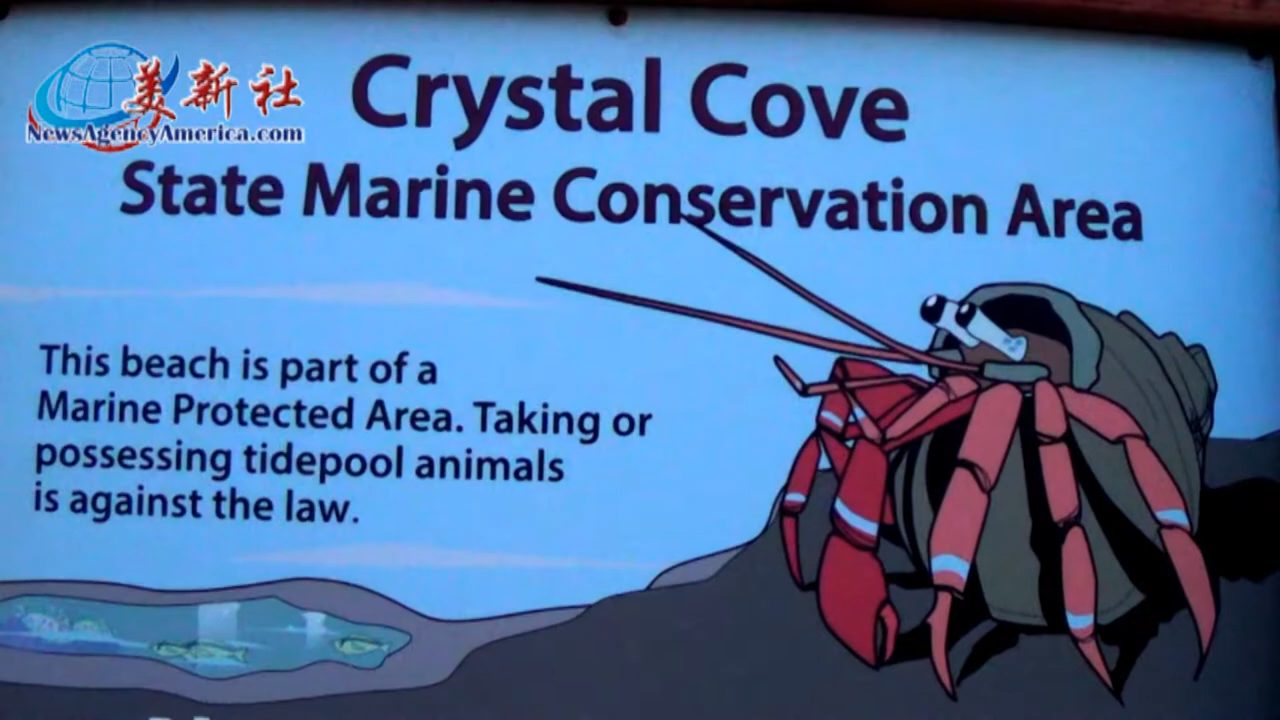 美新社
NewsAgencyAmerica.com
Crystal Cove
State Marine Conservation Area
This beach is part of a
Marine Protected Area. Taking or
possessing tidepool animals
is against the law.